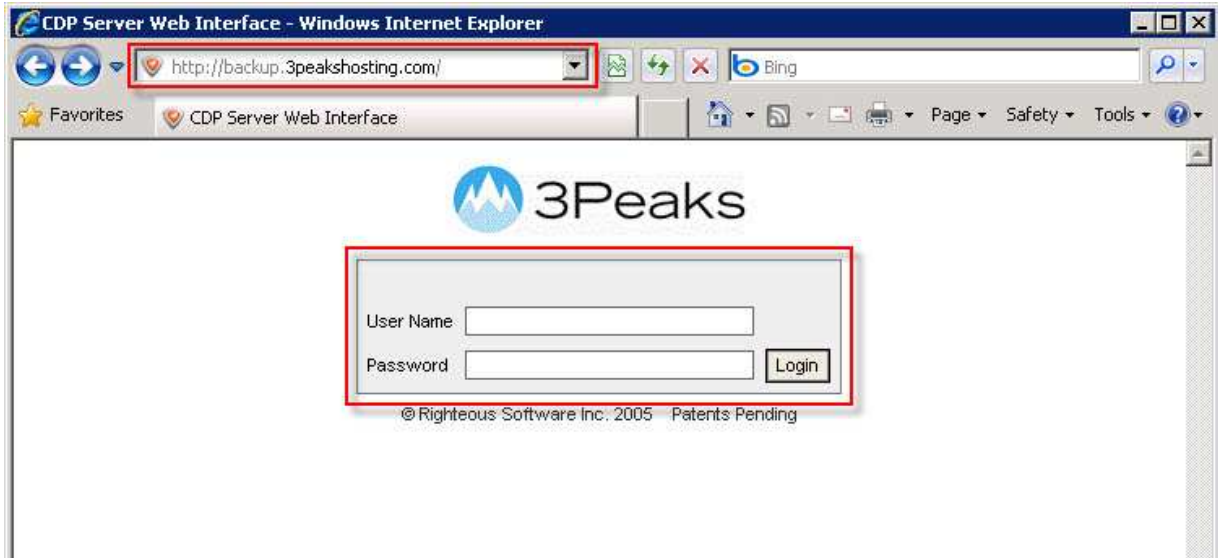 CDP Server Web Interface - Windows Internet Explorer
http://backup.3peakshosting.com/ Bing
Favorites CDP Server Web Interface Page Safety Tools
3Peaks
User Name
Password Login
© Righteous Software Inc. 2005 Patents Pending